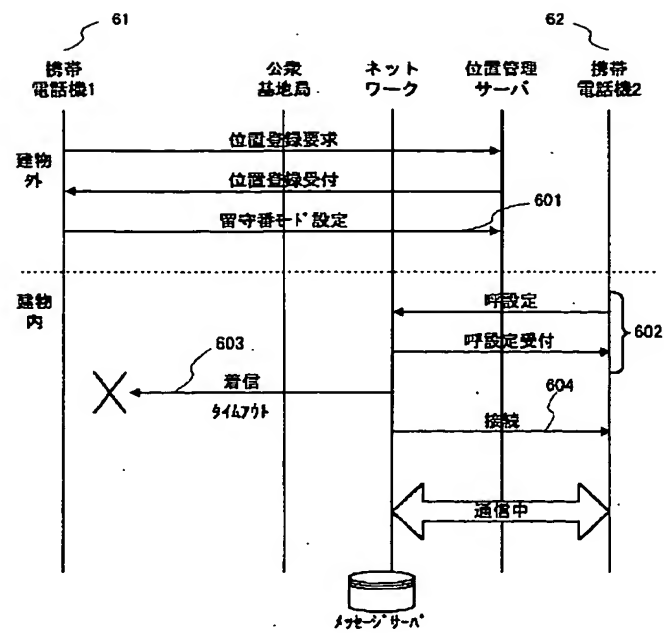 61
62
携帯
電話機1
公衆
基地局
ネット
ワーク
位置管理
サーバ
携帯
電話機2
建物
外
位置登録要求
位置登録受付
留守番モード設定
601
建物
内
呼設定
呼設定受付
602
603
着信
タイムアウト
604
接続
通信中
メッセージサーバ